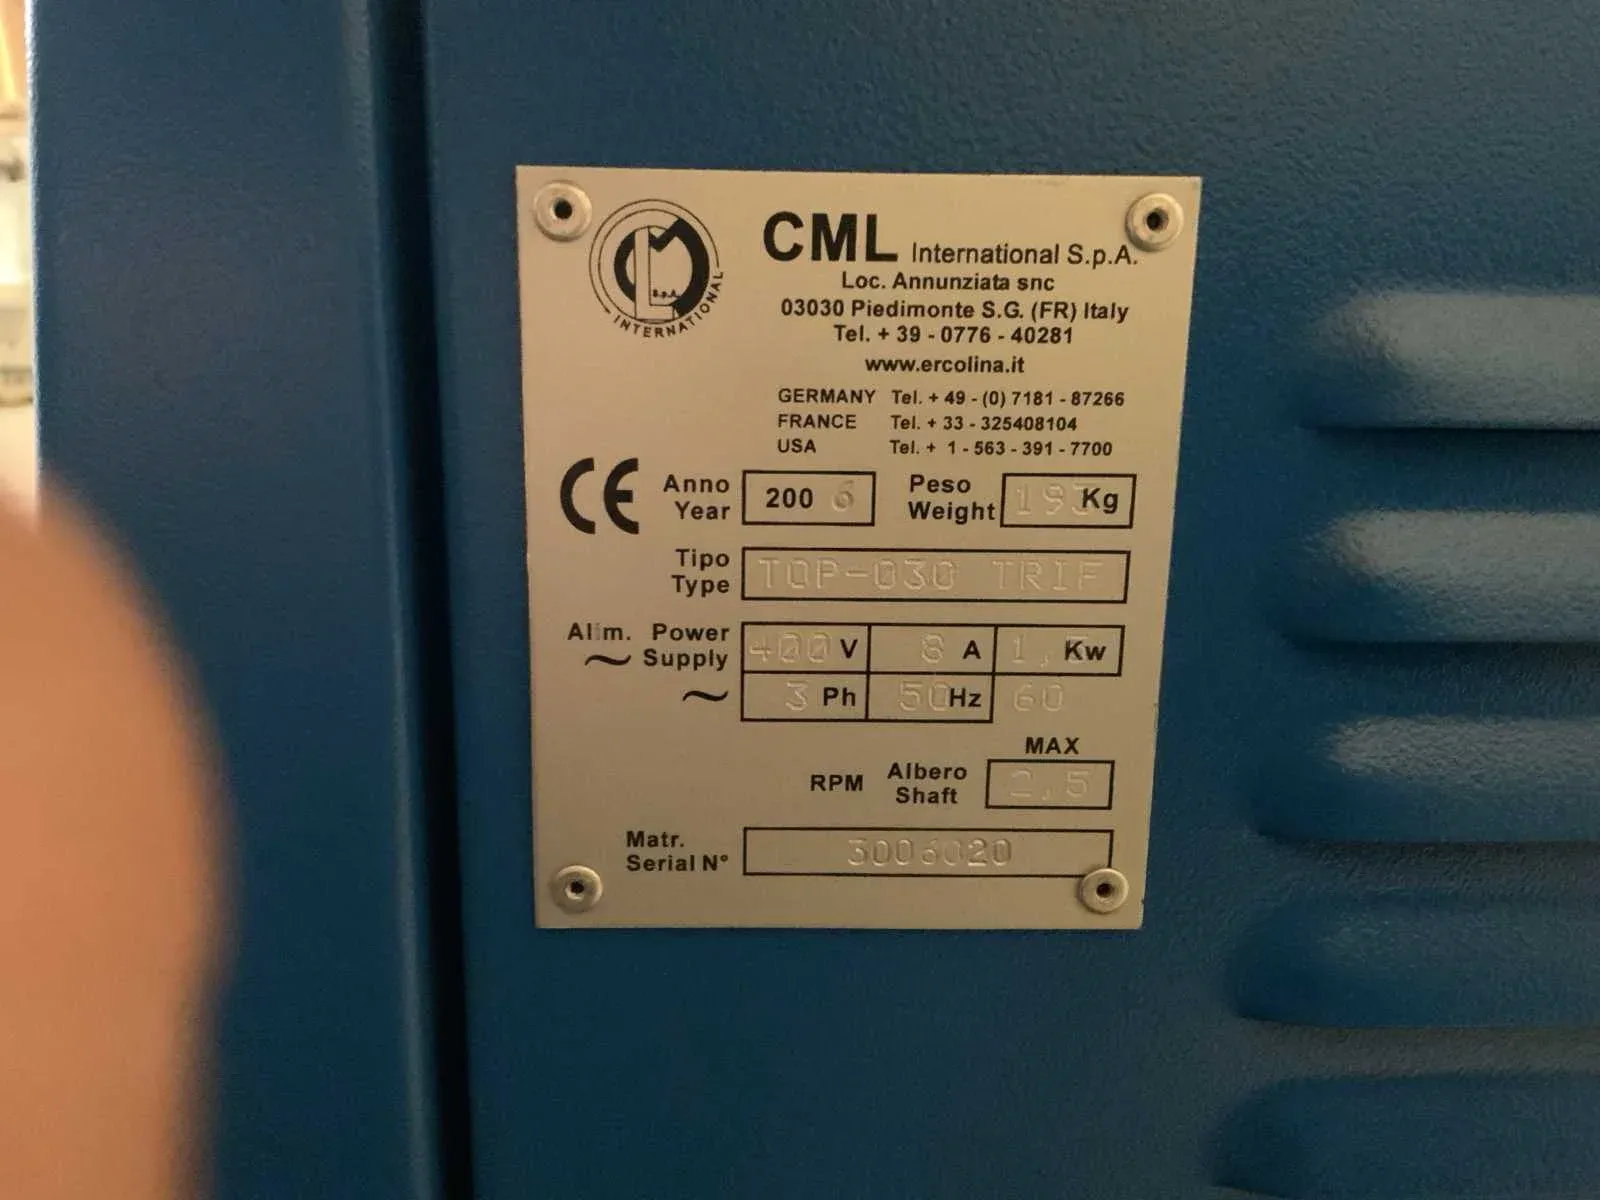 CML International S.p.A.
S.p.A.
INTERNATIONAL
Loc. Annunziata snc
03030 Piedimonte S.G. (FR) Italy
Tel. + 39 - 0776 - 40281
www.ercolina.it
GERMANY Tel. + 49 - (0) 7181 - 87266
FRANCE Tel. + 33 - 325408104
USA Tel. + 1 - 563 - 391 - 7700
CE
Anno Year 200 6 Peso Weight Kg
Tipo Type TOP-030 TRIF
Alim. Power Supply ~ 400 V 8 A Kw
~ 3 Ph 50 Hz 60
MAX
RPM Albero Shaft 2,5
Matr. Serial N° 3006020